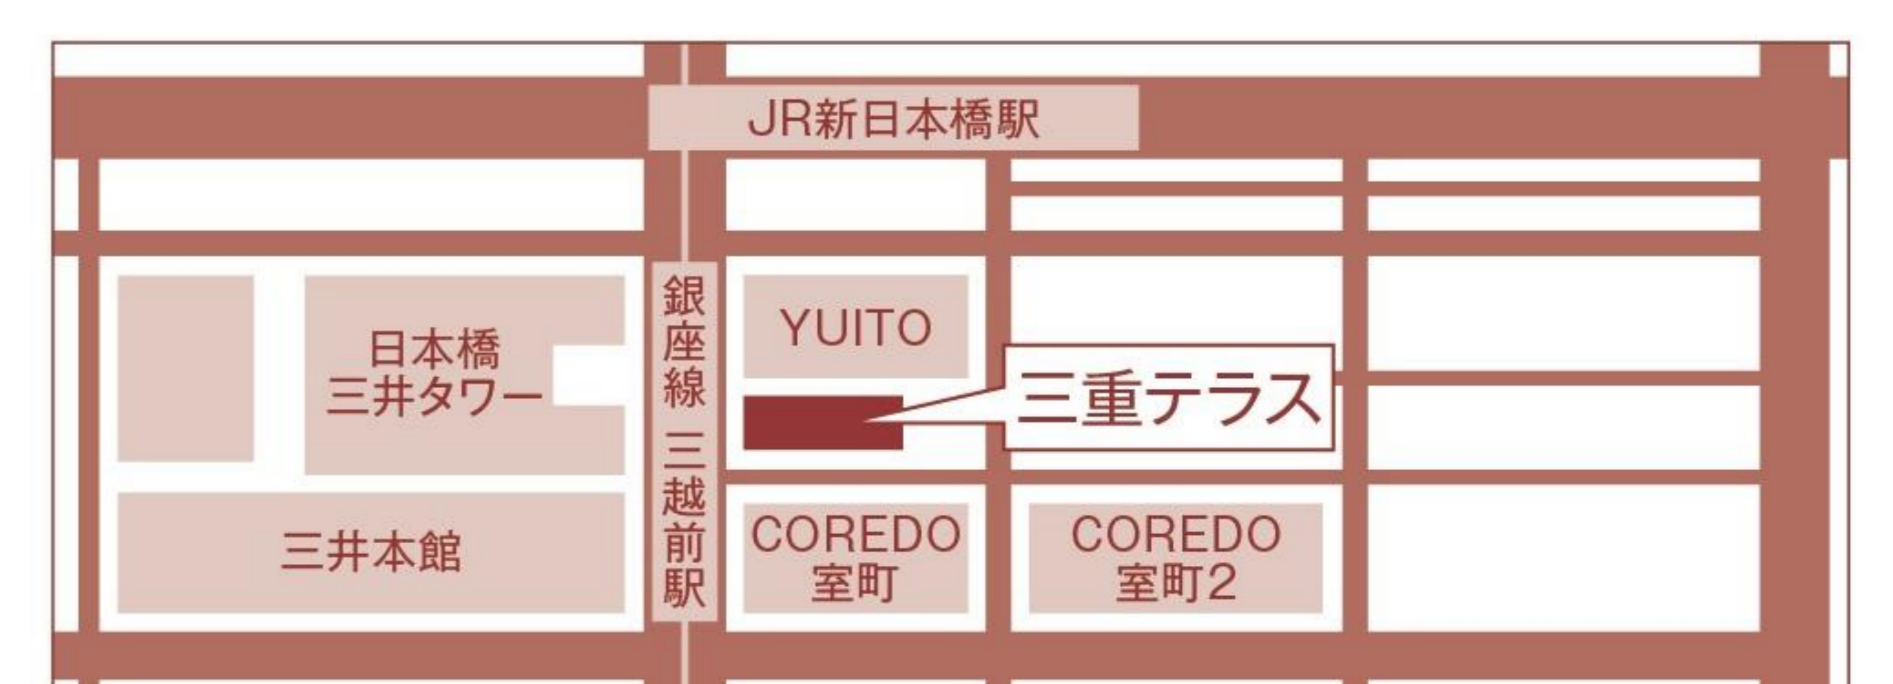 JR新日本橋駅
銀座線 三越前駅
YUITO
日本橋
三井タワー
三重テラス
三井本館
COREDO
室町
COREDO
室町2